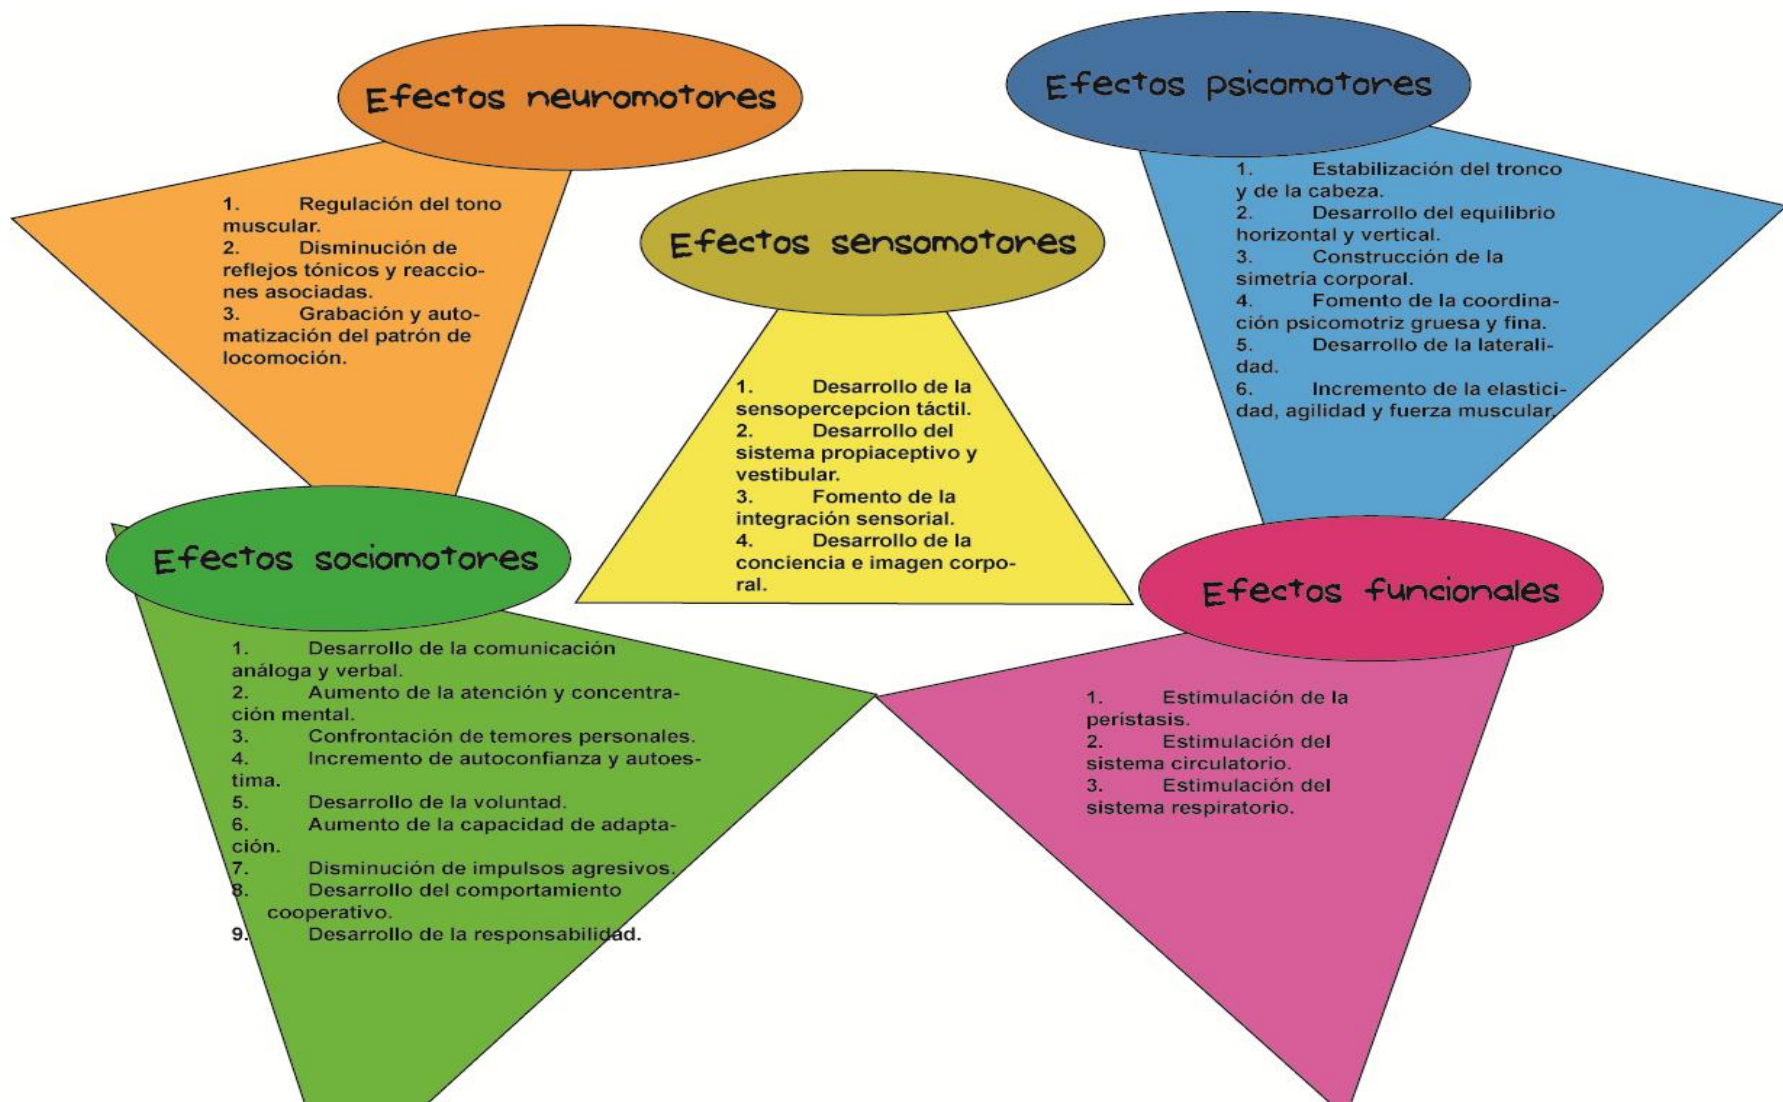 Efectos neuromotores
1. Regulación del tono
muscular.
2. Disminución de
reflejos tónicos y reaccio-
nes asociadas.
3. Grabación y auto-
matización del patrón de
locomoción.
Efectos psicomotores
1. Estabilización del tronco
y de la cabeza.
2. Desarrollo del equilibrio
horizontal y vertical.
3. Construcción de la
simetría corporal.
4. Fomento de la coordina-
ción psicomotriz gruesa y fina.
5. Desarrollo de la laterali-
dad.
6. Incremento de la elastici-
dad, agilidad y fuerza muscular.
Efectos sensomotores
1. Desarrollo de la
sensopercepcion táctil.
2. Desarrollo del
sistema propiaceptivo y
vestibular.
3. Fomento de la
integración sensorial.
4. Desarrollo de la
conciencia e imagen corpo-
ral.
Efectos sociomotores
1. Desarrollo de la comunicación
análoga y verbal.
2. Aumento de la atención y concentra-
ción mental.
3. Confrontación de temores personales.
4. Incremento de autoconfianza y autoes-
tima.
5. Desarrollo de la voluntad.
6. Aumento de la capacidad de adapta-
ción.
7. Disminución de impulsos agresivos.
8. Desarrollo del comportamiento
cooperativo.
9. Desarrollo de la responsabilidad.
Efectos funcionales
1. Estimulación de la
perístasis.
2. Estimulación del
sistema circulatorio.
3. Estimulación del
sistema respiratorio.